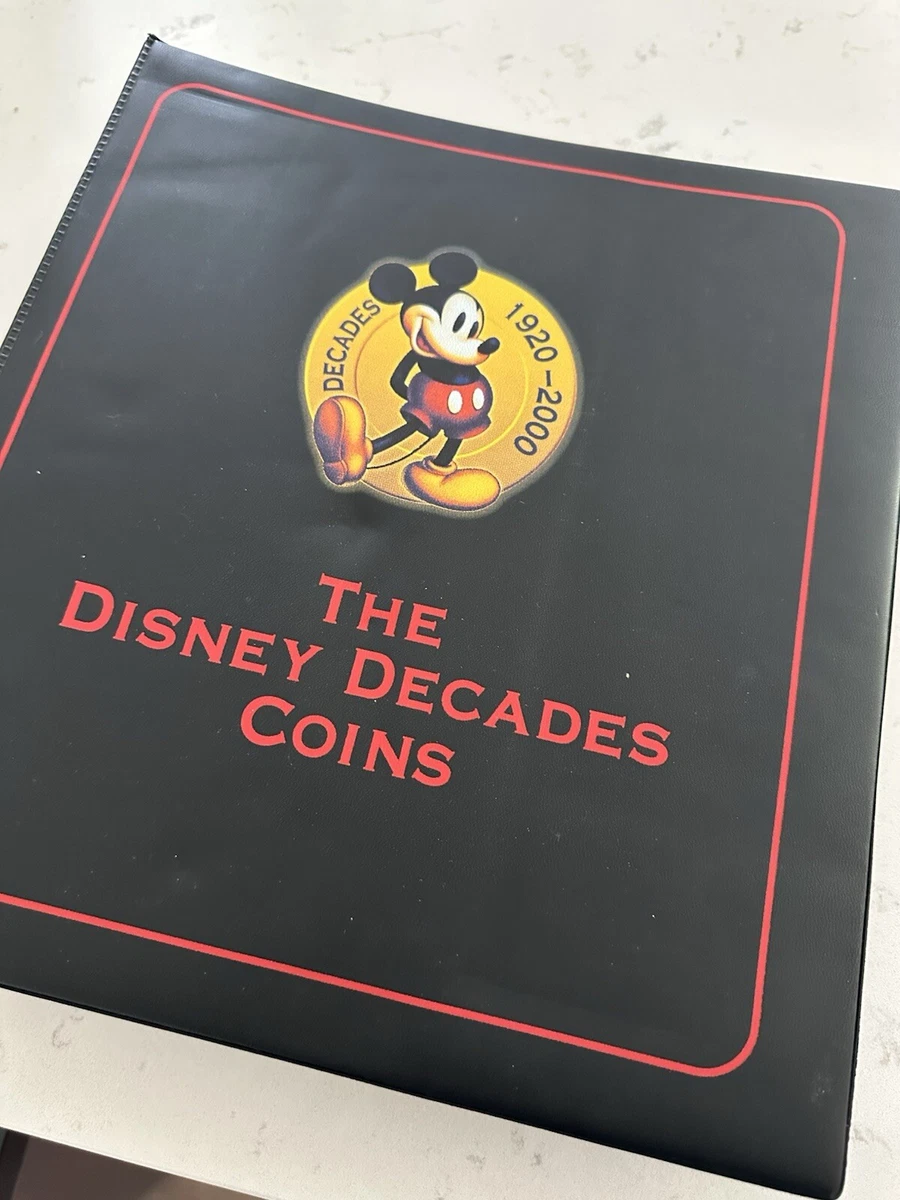 DECADES
1920-2000
THE
DISNEY DECADES
COINS